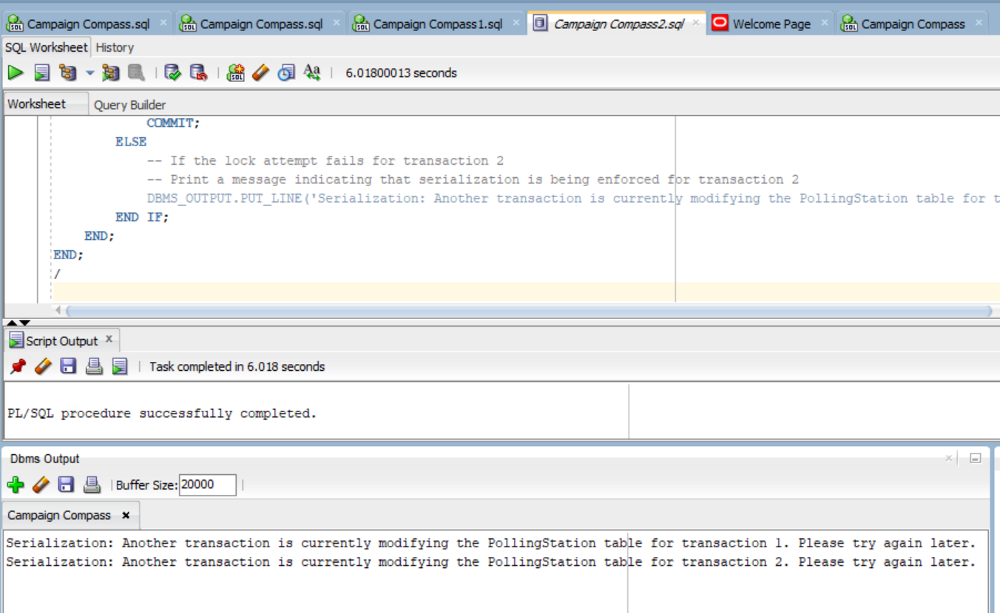 Campaign Compass.sql Campaign Compass.sql Campaign Compass1.sql Campaign Compass2.sql Welcome Page Campaign Compass
SQL Worksheet History
6.01800013 seconds
Worksheet Query Builder
COMMIT;
ELSE
-- If the lock attempt fails for transaction 2
-- Print a message indicating that serialization is being enforced for transaction 2
DBMS_OUTPUT.PUT_LINE('Serialization: Another transaction is currently modifying the PollingStation table for t
END IF;
END;
END;
/
Script Output
Task completed in 6.018 seconds
PL/SQL procedure successfully completed.
Dbms Output
Buffer Size: 20000
Campaign Compass
Serialization: Another transaction is currently modifying the PollingStation table for transaction 1. Please try again later.
Serialization: Another transaction is currently modifying the PollingStation table for transaction 2. Please try again later.